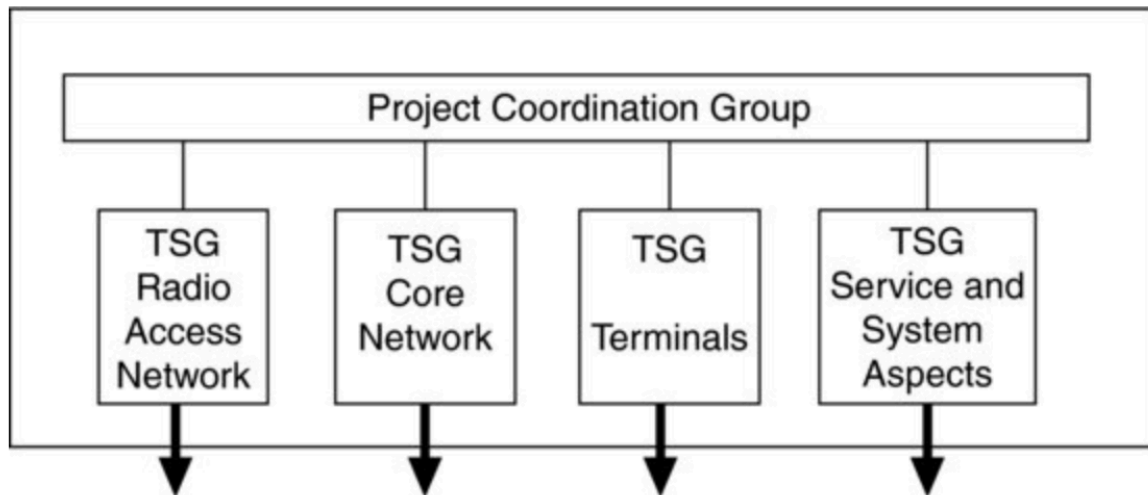 Project Coordination Group
TSG
Radio
Access
Network
TSG
Core
Network
TSG
Terminals
TSG
Service and
System
Aspects